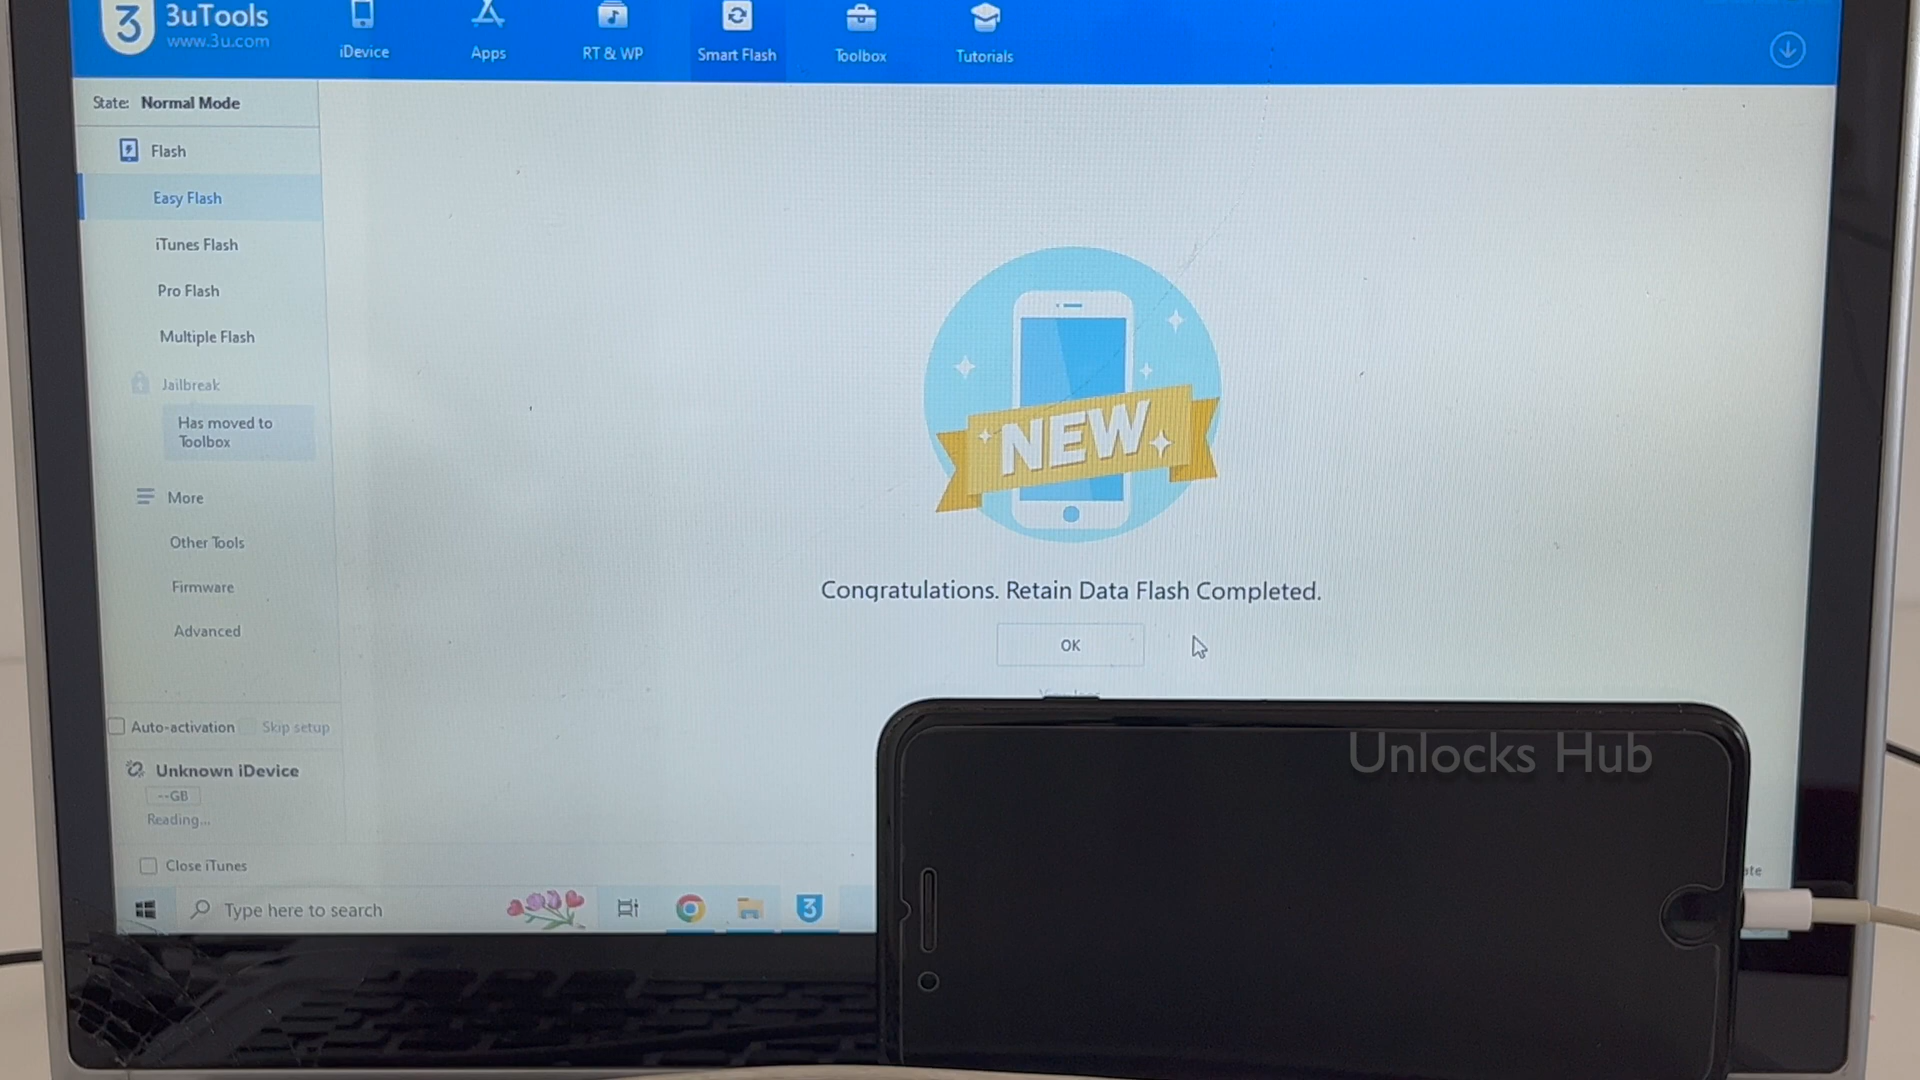 3
3uTools
www.3u.com
iDevice
Apps
RT & WP
Smart Flash
Toolbox
Tutorials
State: Normal Mode
Flash
Easy Flash
iTunes Flash
Pro Flash
Multiple Flash
Jailbreak
Has moved to
Toolbox
More
Other Tools
Firmware
Advanced
NEW
Congratulations. Retain Data Flash Completed.
OK
Auto-activation
Skip setup
Unknown iDevice
--GB
Reading...
Close iTunes
Type here to search
3
Unlocks Hub